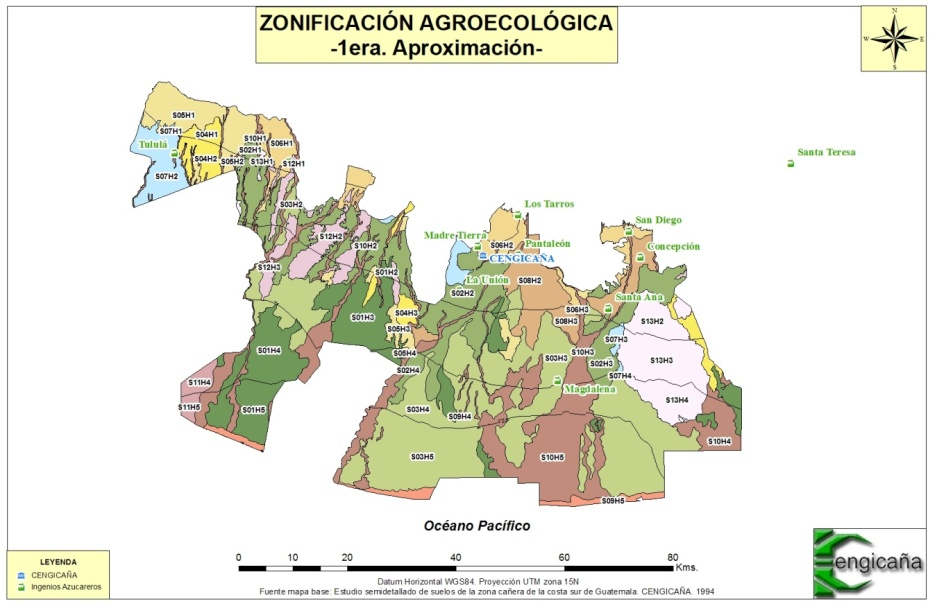 ZONIFICACIÓN AGROECOLÓGICA
-1era. Aproximación-
N
W
E
S
S05H1
S07H1
S04H1
Tululá
S10H1
S02H1
S06H1
S04H2
S05H2
S13H1
S12H1
S07H2
Santa Teresa
S03H2
Los Tarros
San Diego
S12H2
Madre Tierra
S06H2
Pantaleón
S10H2
Concepción
CENGICAÑA
S12H3
S01H2
La Unión
S08H2
S02H2
Santa Ana
S01H3
S04H3
S06H3
S08H3
S13H2
S05H3
S07H3
S01H4
S05H4
S03H3
S10H3
S13H3
S02H4
S02H3
S07H4
S11H4
Magdalena
S13H4
S11H5
S01H5
S03H4
S09H4
S10H4
S03H5
S10H5
S09H5
Océano Pacífico
0
10
20
40
60
80
Kms.
LEYENDA
CENGICAÑA
Ingenios Azucareros
Datum Horizontal WGS84. Proyección UTM zona 15N
Fuente mapa base: Estudio semidetallado de suelos de la zona cañera de la costa sur de Guatemala. CENGICAÑA. 1994
engicaña